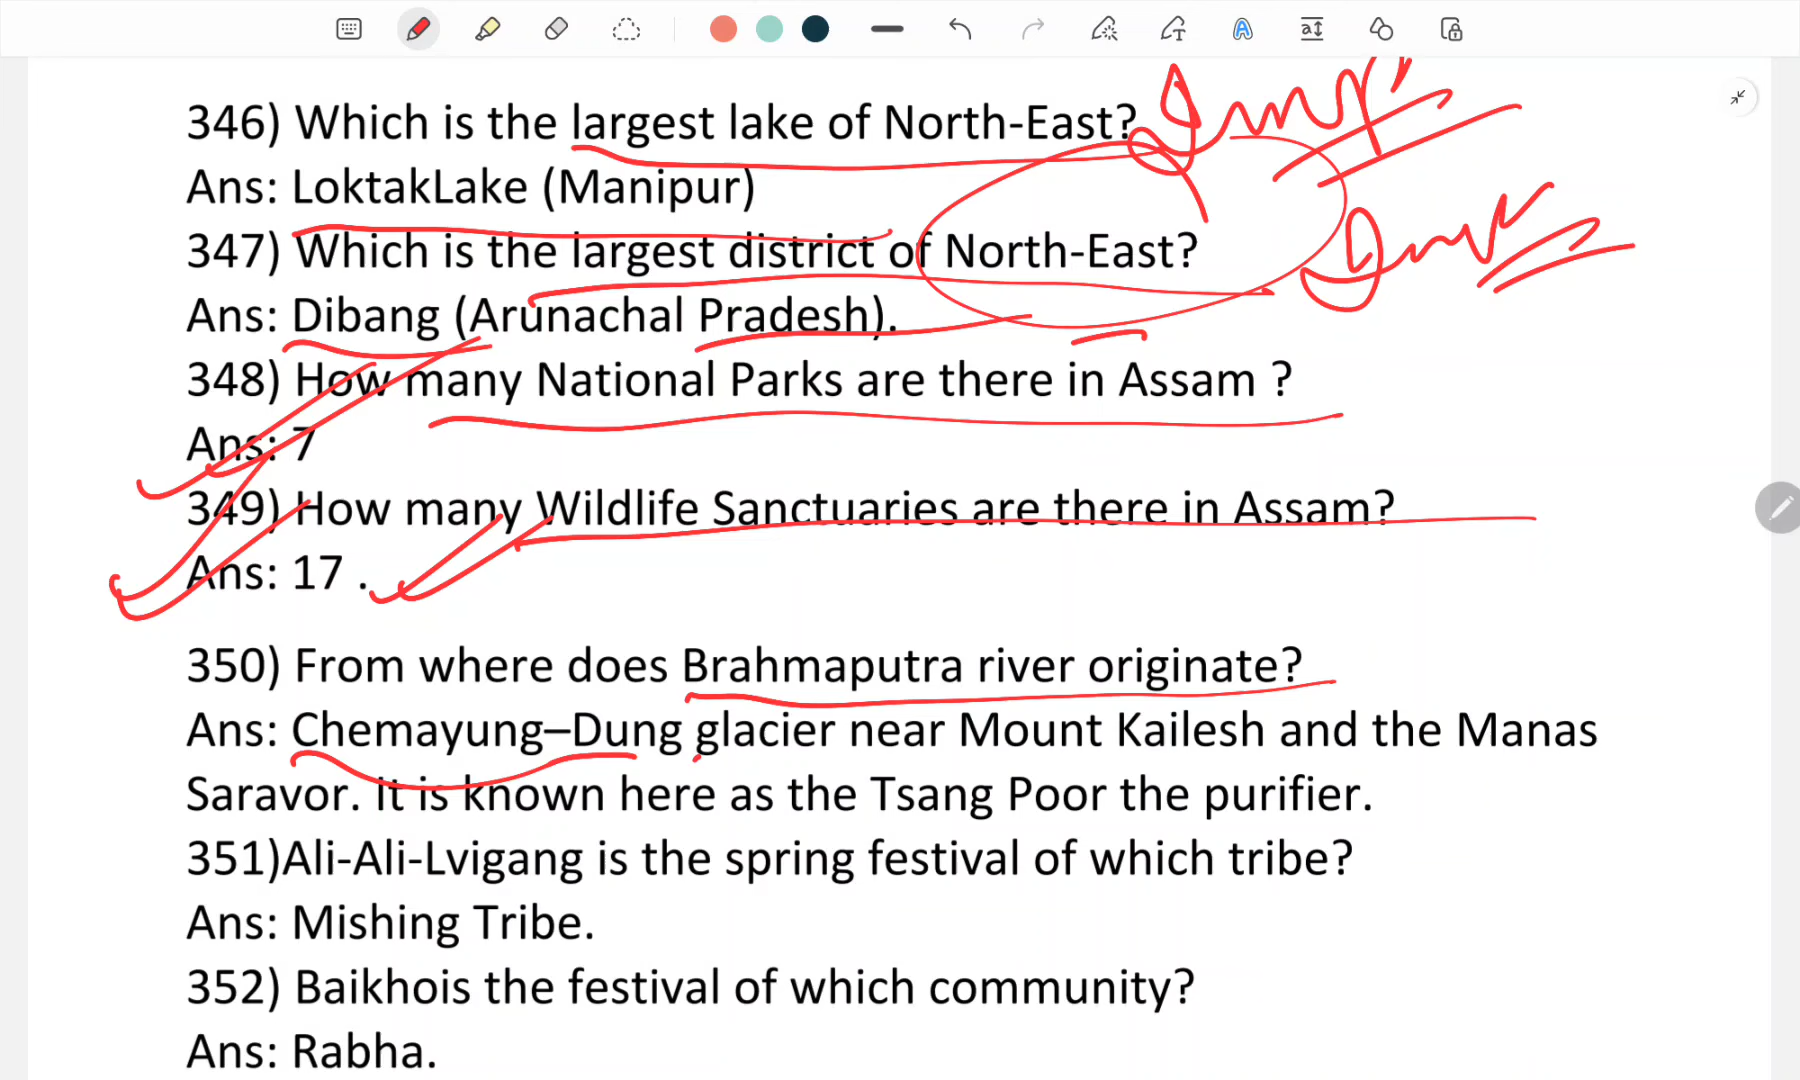 346) Which is the largest lake of North-East?
Imp
Ans: LoktakLake (Manipur)
347) Which is the largest district of North-East?
Imp
Ans: Dibang (Arunachal Pradesh).
348) How many National Parks are there in Assam ?
Ans: 7
349) How many Wildlife Sanctuaries are there in Assam?
Ans: 17 .
350) From where does Brahmaputra river originate?
Ans: Chemayung–Dung glacier near Mount Kailesh and the Manas
Saravor. It is known here as the Tsang Poor the purifier.
351)Ali-Ali-Lvigang is the spring festival of which tribe?
Ans: Mishing Tribe.
352) Baikhois the festival of which community?
Ans: Rabha.